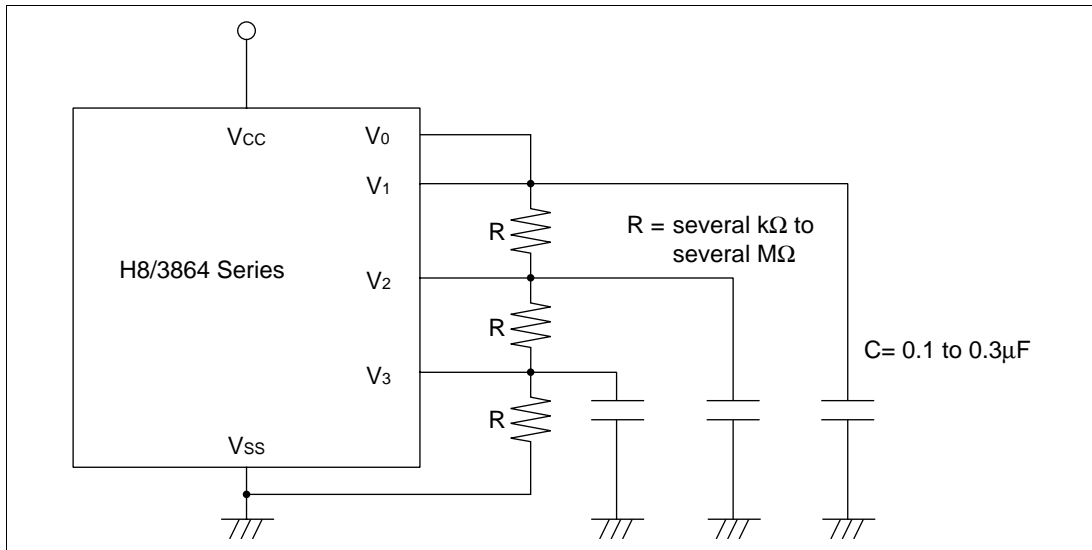 VCC
V0
V1
R
R = several kΩ to
several MΩ
H8/3864 Series
V2
R
C= 0.1 to 0.3μF
V3
R
VSS